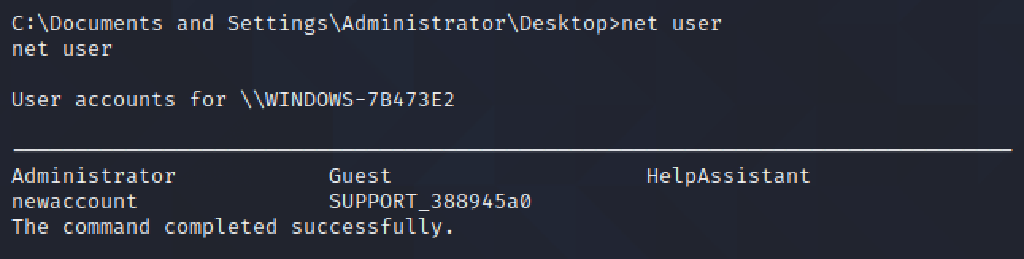 C:\Documents and Settings\Administrator\Desktop>net user
net user
User accounts for \\WINDOWS-7B473E2
Administrator Guest HelpAssistant
newaccount SUPPORT_388945a0
The command completed successfully.